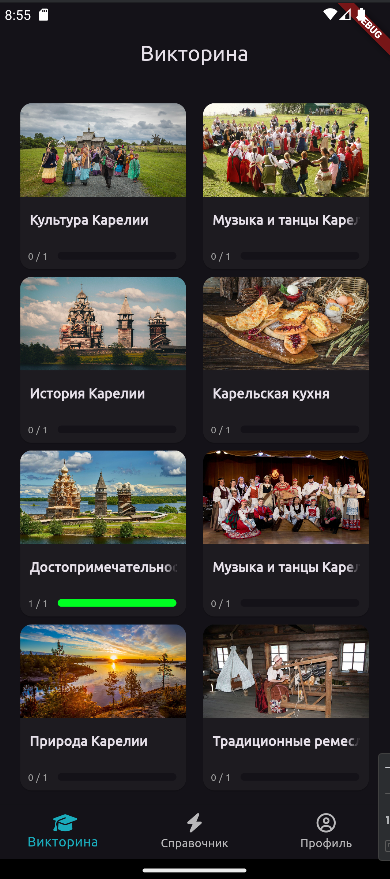 8:55
DEBUG
Викторина
Культура Карелии
Музыка и танцы Карел
0 / 1
0 / 1
История Карелии
Карельская кухня
0 / 1
0 / 1
Достопримечательнос
Музыка и танцы Карел
1 / 1
0 / 1
Природа Карелии
Традиционные ремесл
0 / 1
0 / 1
Викторина
Справочник
Профиль